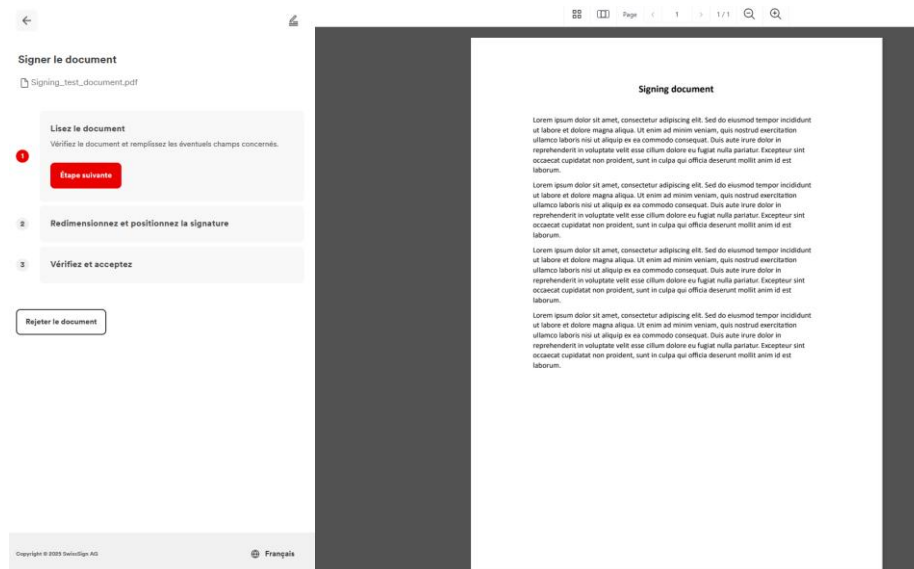 Signer le document
Signing_test_document.pdf
1
Lisez le document
Vérifiez le document et remplissez les éventuels champs concernés.
Étape suivante
2
Redimensionnez et positionnez la signature
3
Vérifiez et acceptez
Rejeter le document
Copyright © 2025 SwissSign AG
Français
Page
1
1 / 1
Signing document
Lorem ipsum dolor sit amet, consectetur adipiscing elit. Sed do eiusmod tempor incididunt
ut labore et dolore magna aliqua. Ut enim ad minim veniam, quis nostrud exercitation
ullamco laboris nisi ut aliquip ex ea commodo consequat. Duis aute irure dolor in
reprehenderit in voluptate velit esse cillum dolore eu fugiat nulla pariatur. Excepteur sint
occaecat cupidatat non proident, sunt in culpa qui officia deserunt mollit anim id est
laborum.
Lorem ipsum dolor sit amet, consectetur adipiscing elit. Sed do eiusmod tempor incididunt
ut labore et dolore magna aliqua. Ut enim ad minim veniam, quis nostrud exercitation
ullamco laboris nisi ut aliquip ex ea commodo consequat. Duis aute irure dolor in
reprehenderit in voluptate velit esse cillum dolore eu fugiat nulla pariatur. Excepteur sint
occaecat cupidatat non proident, sunt in culpa qui officia deserunt mollit anim id est
laborum.
Lorem ipsum dolor sit amet, consectetur adipiscing elit. Sed do eiusmod tempor incididunt
ut labore et dolore magna aliqua. Ut enim ad minim veniam, quis nostrud exercitation
ullamco laboris nisi ut aliquip ex ea commodo consequat. Duis aute irure dolor in
reprehenderit in voluptate velit esse cillum dolore eu fugiat nulla pariatur. Excepteur sint
occaecat cupidatat non proident, sunt in culpa qui officia deserunt mollit anim id est
laborum.
Lorem ipsum dolor sit amet, consectetur adipiscing elit. Sed do eiusmod tempor incididunt
ut labore et dolore magna aliqua. Ut enim ad minim veniam, quis nostrud exercitation
ullamco laboris nisi ut aliquip ex ea commodo consequat. Duis aute irure dolor in
reprehenderit in voluptate velit esse cillum dolore eu fugiat nulla pariatur. Excepteur sint
occaecat cupidatat non proident, sunt in culpa qui officia deserunt mollit anim id est
laborum.